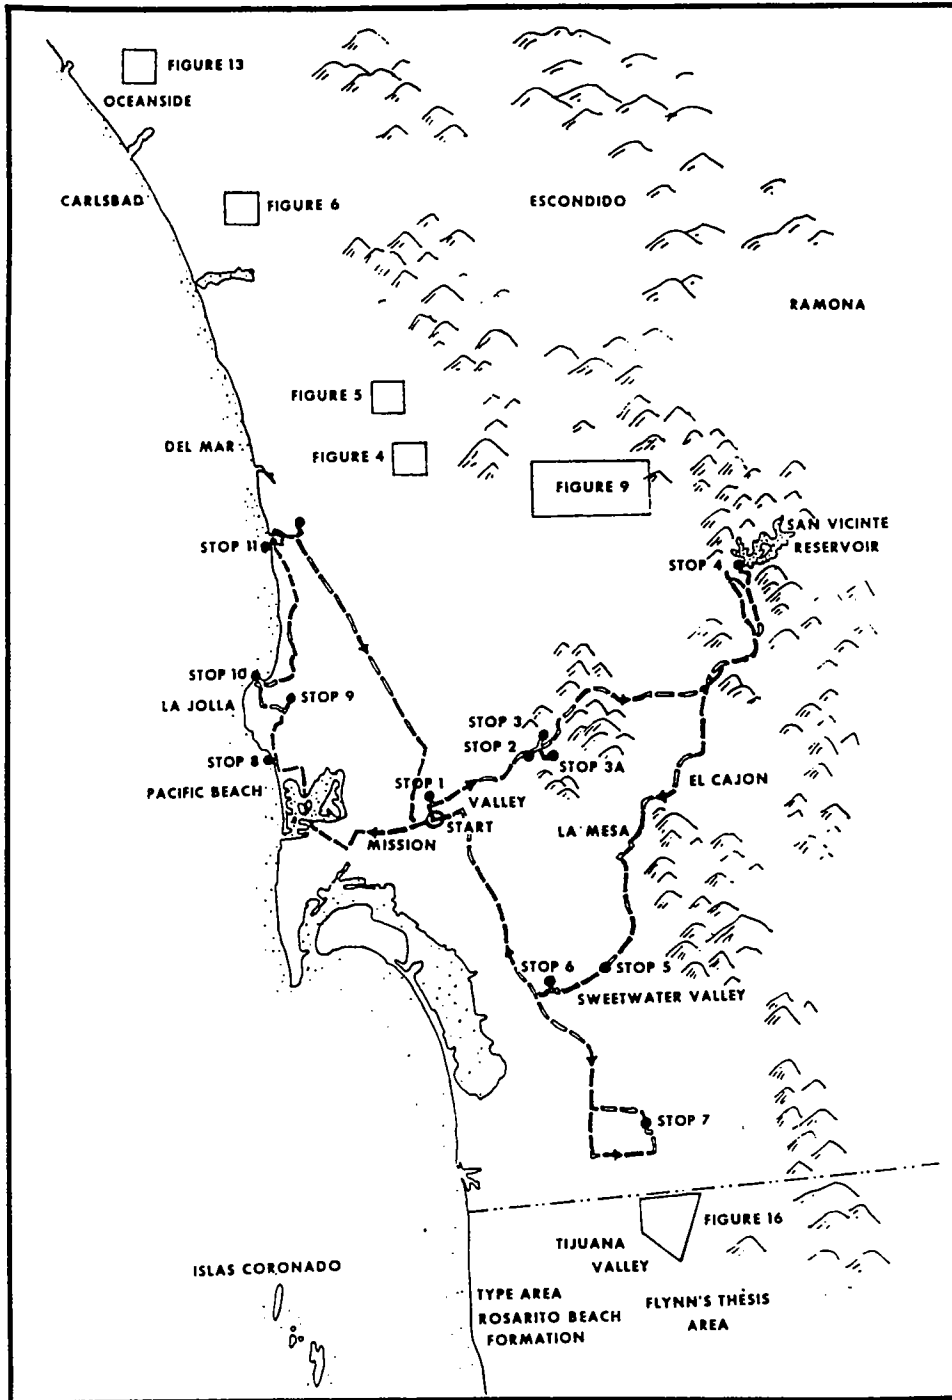 FIGURE 13
OCEANSIDE
CARLSBAD
FIGURE 6
ESCONDIDO
RAMONA
FIGURE 5
DEL MAR
FIGURE 4
FIGURE 9
SAN VICINTE
RESERVOIR
STOP 11
STOP 4
STOP 10
LA JOLLA
STOP 9
STOP 3
STOP 2
STOP 3A
STOP 8
PACIFIC BEACH
STOP 1
VALLEY
EL CAJON
START
LA MESA
MISSION
STOP 6
STOP 5
SWEETWATER VALLEY
STOP 7
FIGURE 16
TIJUANA
VALLEY
ISLAS CORONADO
TYPE AREA
ROSARITO BEACH
FORMATION
FLYNN'S THESIS
AREA